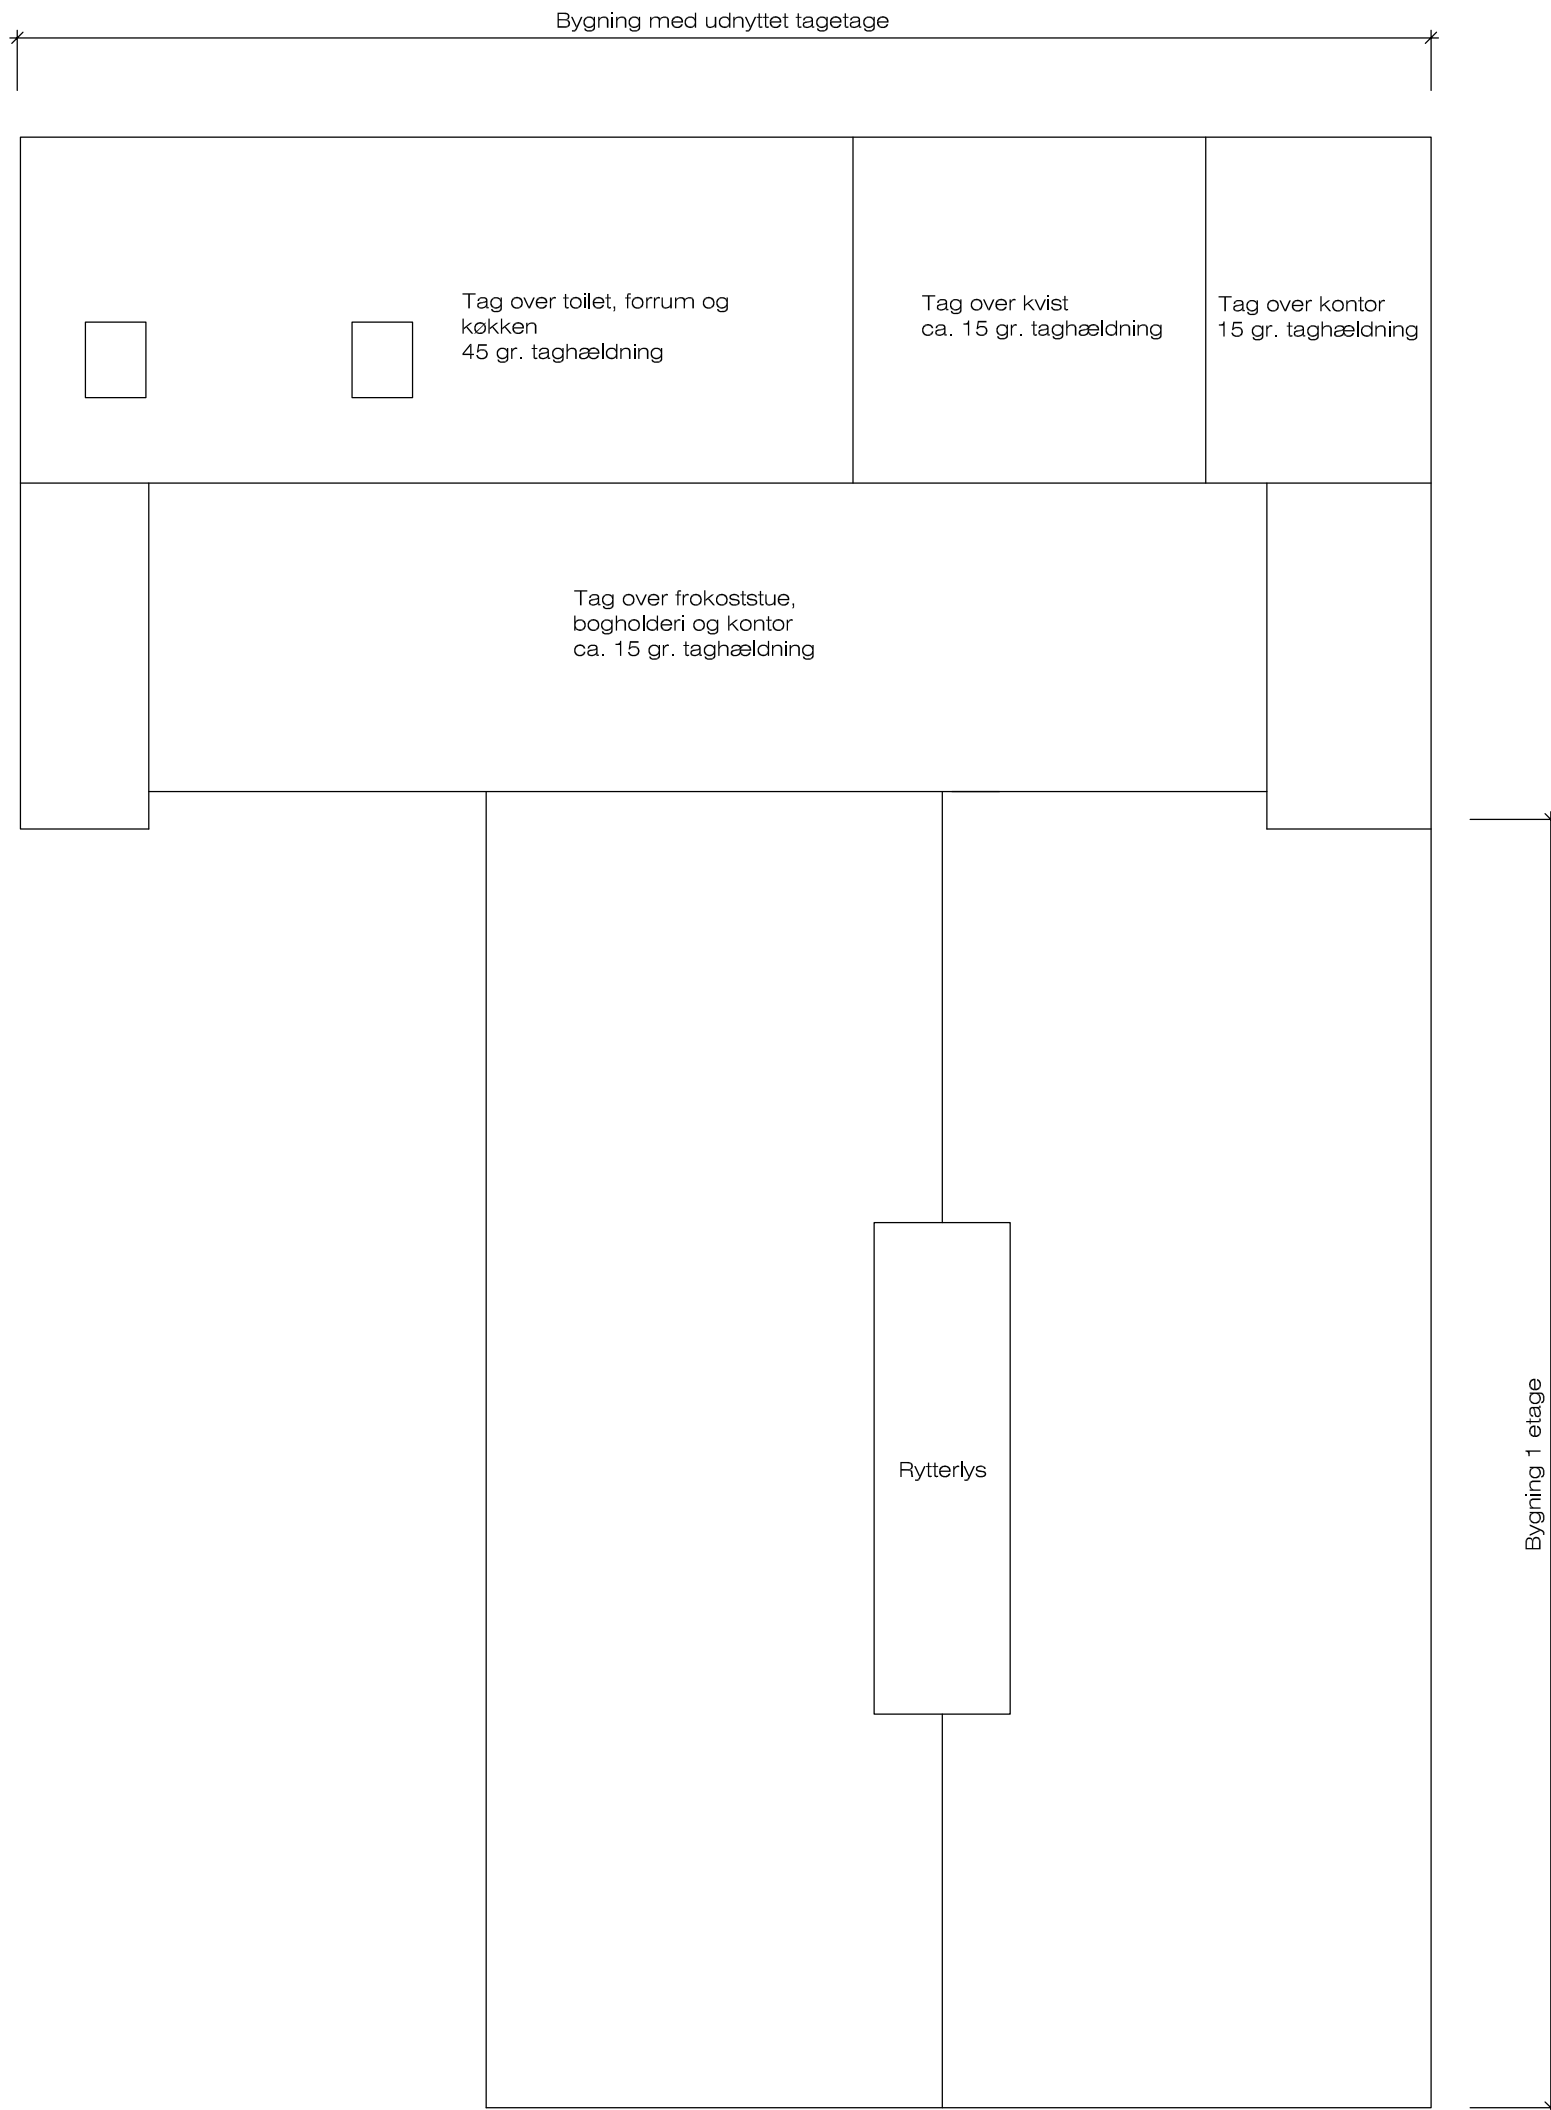 Bygning med udnyttet tagetage
Tag over toilet, forrum og
køkken
45 gr. taghældning
Tag over kvist
ca. 15 gr. taghældning
Tag over kontor
15 gr. taghældning
Tag over frokoststue,
bogholderi og kontor
ca. 15 gr. taghældning
Rytterlys
Bygning 1 etage